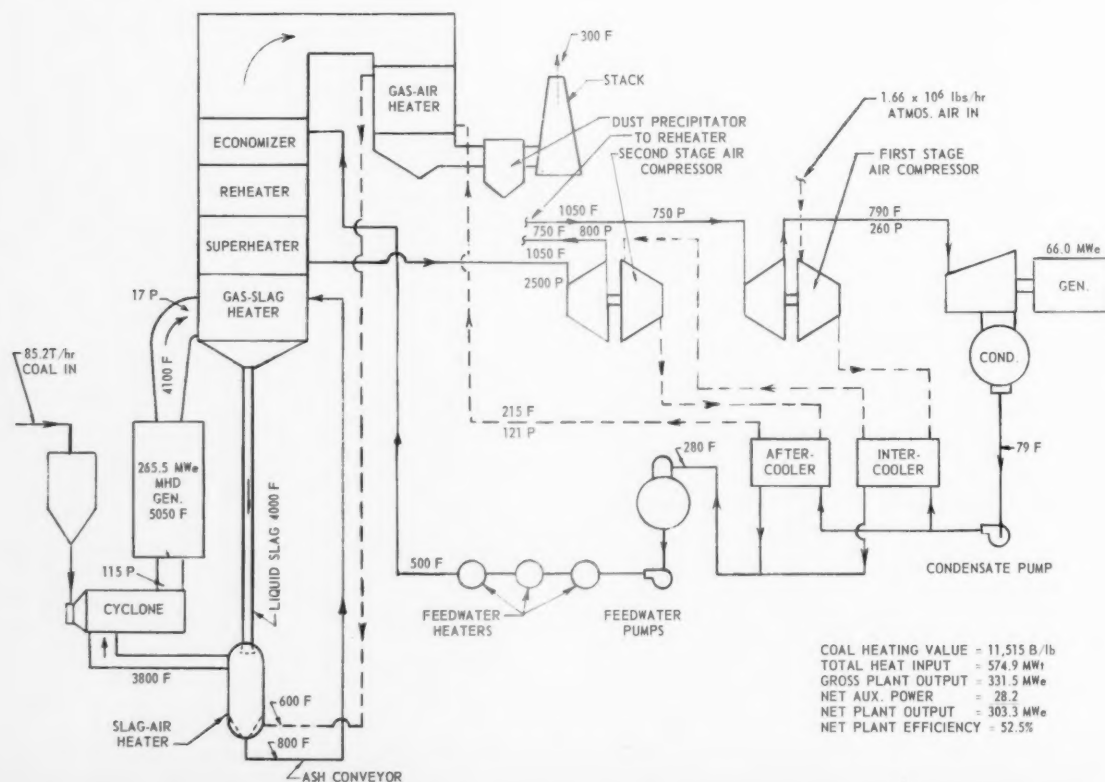 300 F
STACK
GAS-AIR
HEATER
1.66 x 10⁶ lbs/hr
ATMOS. AIR IN
DUST PRECIPITATOR
TO REHEATER
SECOND STAGE AIR
COMPRESSOR
FIRST STAGE
AIR COMPRESSOR
ECONOMIZER
REHEATER
SUPERHEATER
GAS-SLAG
HEATER
1050 F
750 P
750 F
800 P
1050 F
2500 P
790 F
260 P
66.0 MWe
GEN.
COND.
17 P
85.2T/hr
COAL IN
4100 F
265.5 MWe
MHD
GEN.
5050 F
115 P
CYCLONE
3800 F
LIQUID SLAG 4000 F
215 F
121 P
280 F
AFTER-
COOLER
INTER-
COOLER
79 F
CONDENSATE PUMP
500 F
FEEDWATER
HEATERS
FEEDWATER
PUMPS
600 F
SLAG-AIR
HEATER
800 F
ASH CONVEYOR
COAL HEATING VALUE = 11,515 B/lb
TOTAL HEAT INPUT = 574.9 MWt
GROSS PLANT OUTPUT = 331.5 MWe
NET AUX. POWER = 28.2
NET PLANT OUTPUT = 303.3 MWe
NET PLANT EFFICIENCY = 52.5%